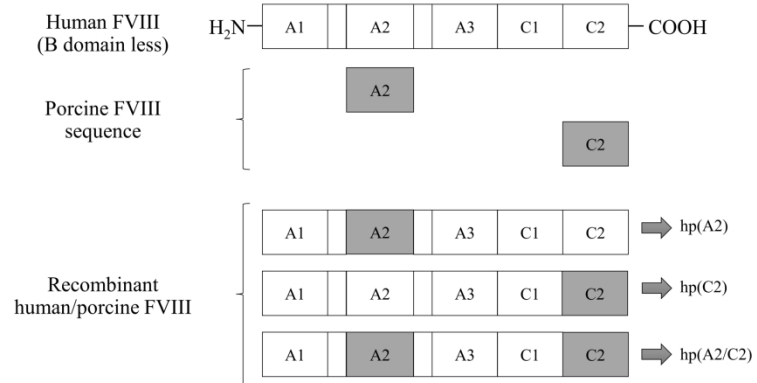 Human FVIII
(B domain less)
H₂N A1 A2 A3 C1 C2 COOH
Porcine FVIII
sequence
A2
C2
Recombinant
human/porcine FVIII
A1 A2 A3 C1 C2 hp(A2)
A1 A2 A3 C1 C2 hp(C2)
A1 A2 A3 C1 C2 hp(A2/C2)